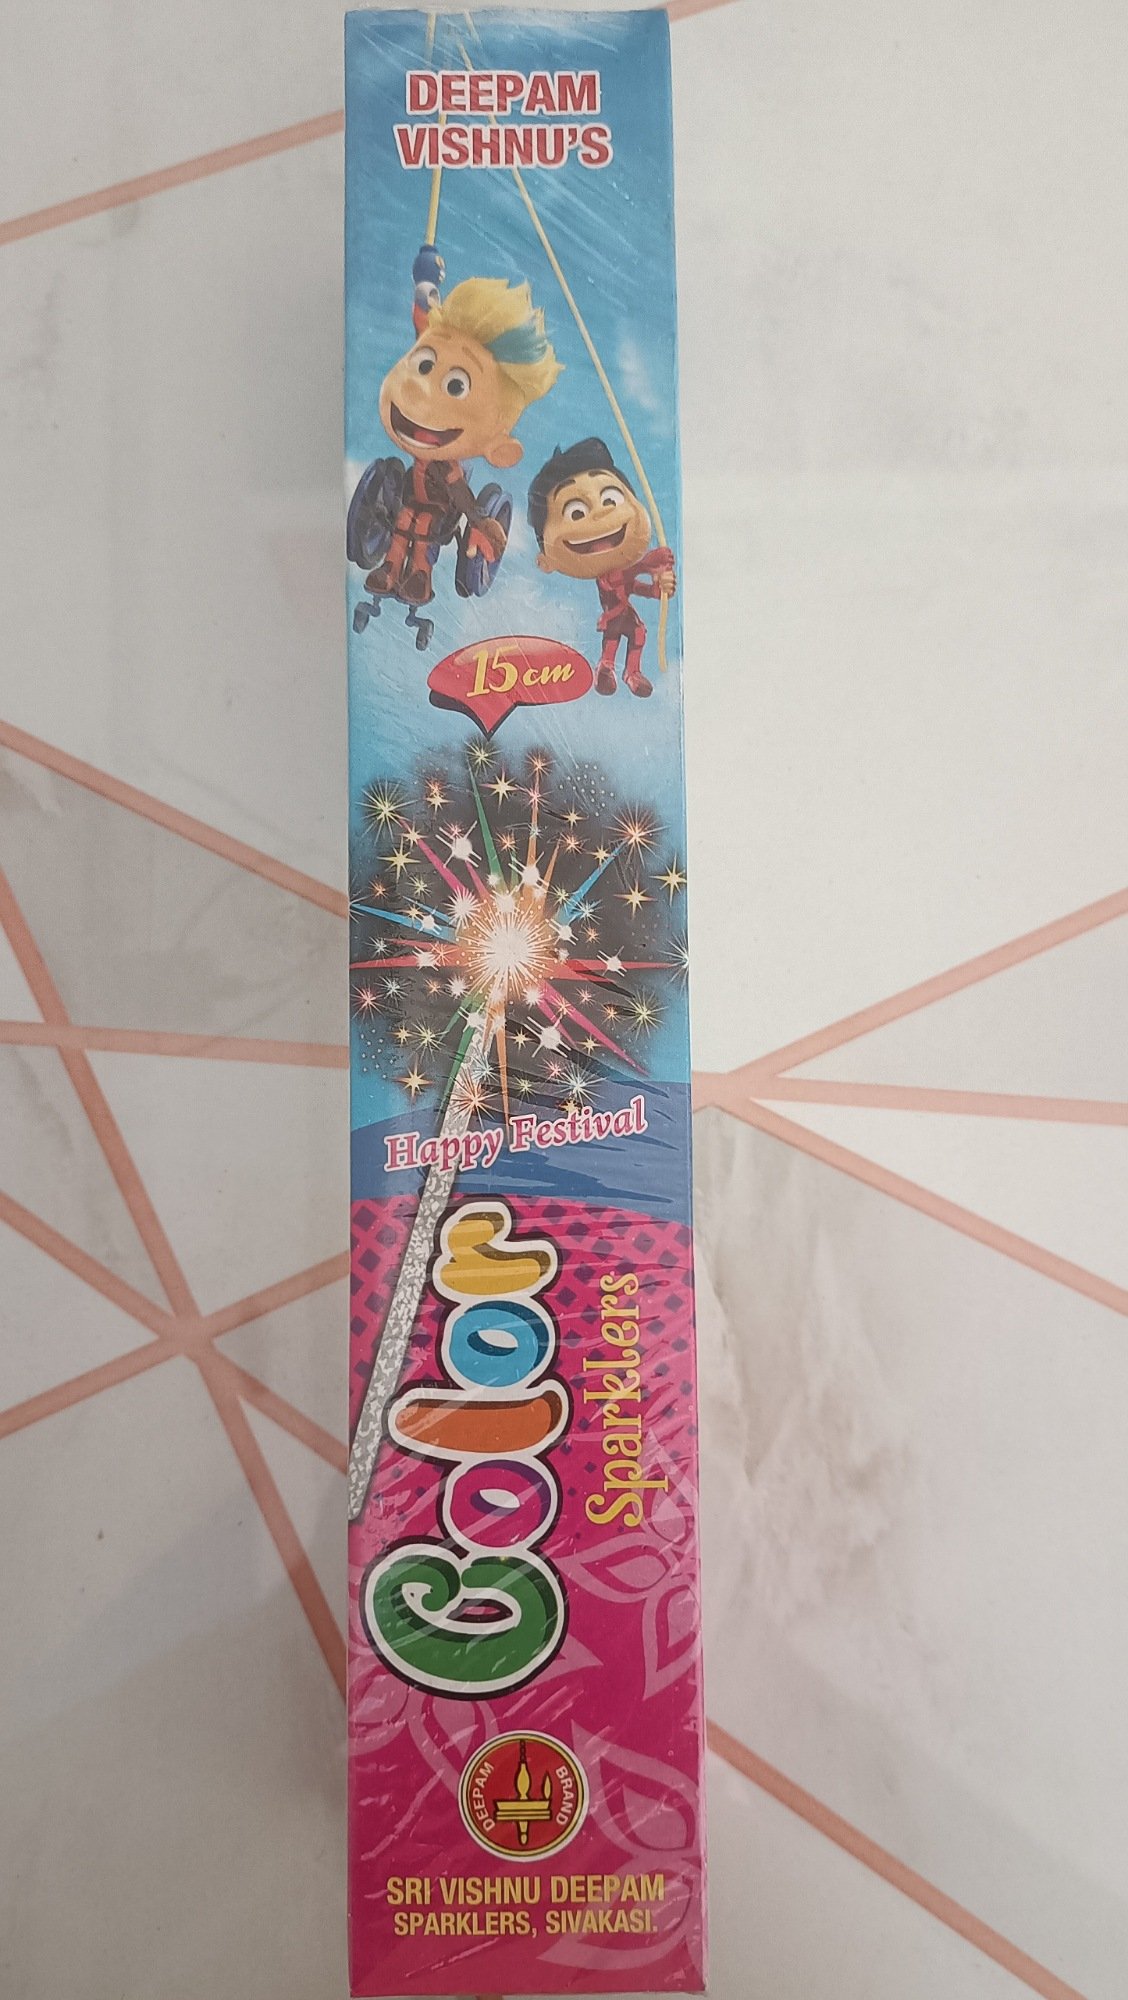 DEEPAM
VISHNU'S
15cm
Happy Festival
Color
Sparklers
DEEPAM BRAND
SRI VISHNU DEEPAM
SPARKLERS, SIVAKASI.